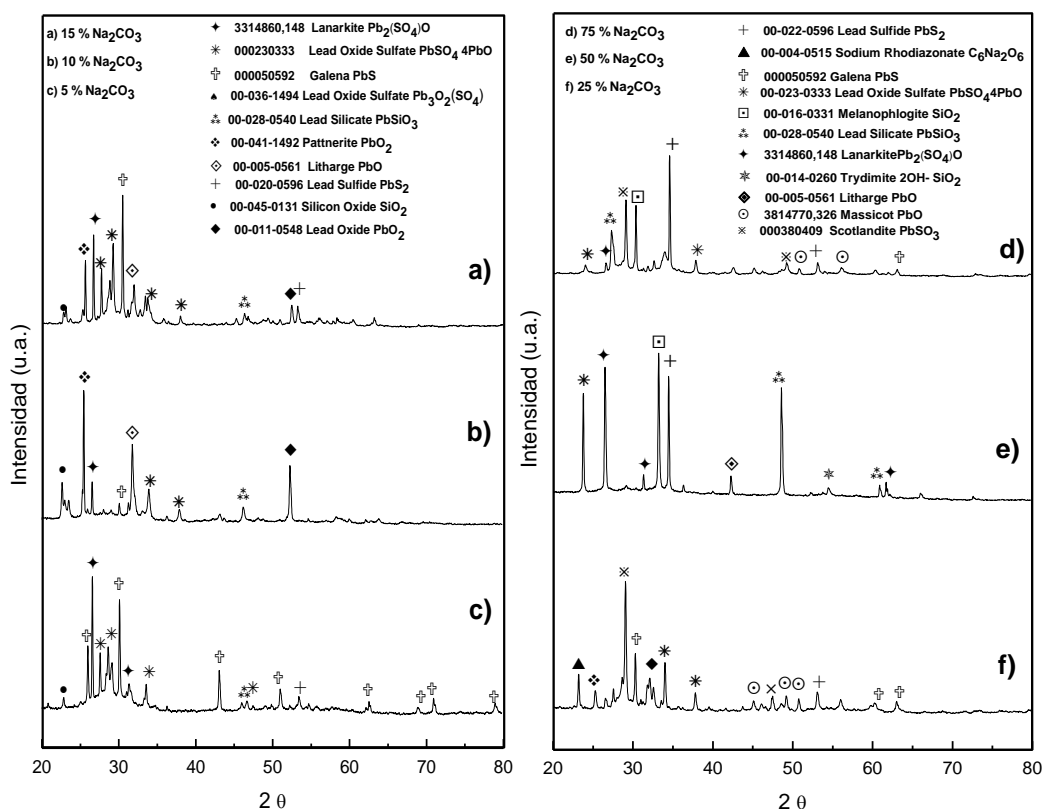 a) 15 % Na₂CO₃
b) 10 % Na₂CO₃
c) 5 % Na₂CO₃
3314860,148 Lanarkite Pb₂(SO₄)O
000230333 Lead Oxide Sulfate PbSO₄ 4PbO
000050592 Galena PbS
00-036-1494 Lead Oxide Sulfate Pb₃O₂(SO₄)
00-028-0540 Lead Silicate PbSiO₃
00-041-1492 Pattnerite PbO₂
00-005-0561 Litharge PbO
00-020-0596 Lead Sulfide PbS₂
00-045-0131 Silicon Oxide SiO₂
00-011-0548 Lead Oxide PbO₂
a)
b)
c)
Intensidad (u.a.)
20 30 40 50 60 70 80
2 θ
d) 75 % Na₂CO₃
e) 50 % Na₂CO₃
f) 25 % Na₂CO₃
00-022-0596 Lead Sulfide PbS₂
00-004-0515 Sodium Rhodiazonate C₆Na₂O₆
000050592 Galena PbS
00-023-0333 Lead Oxide Sulfate PbSO₄4PbO
00-016-0331 Melanophlogite SiO₂
00-028-0540 Lead Silicate PbSiO₃
3314860,148 LanarkitePb₂(SO₄)O
00-014-0260 Trydimite 2OH- SiO₂
00-005-0561 Litharge PbO
3814770,326 Massicot PbO
000380409 Scotlandite PbSO₃
d)
e)
f)
Intensidad (u.a.)
20 30 40 50 60 70 80
2 θ